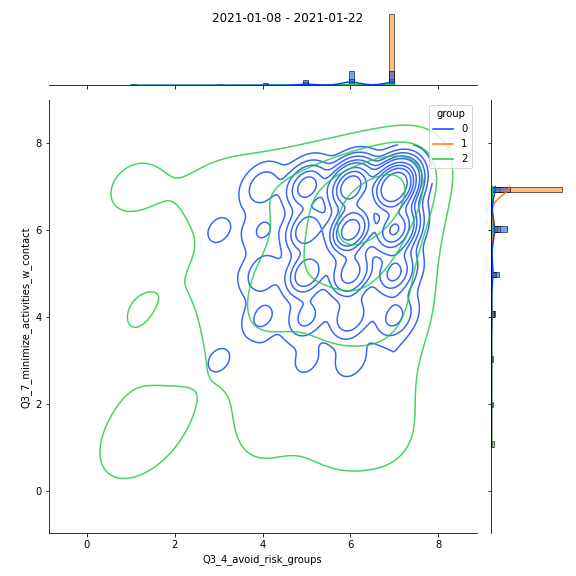 2021-01-08 - 2021-01-22
group
0
1
2
8
6
4
2
0
Q3_7_minimize_activities_w_contact
0 2 4 6 8
Q3_4_avoid_risk_groups